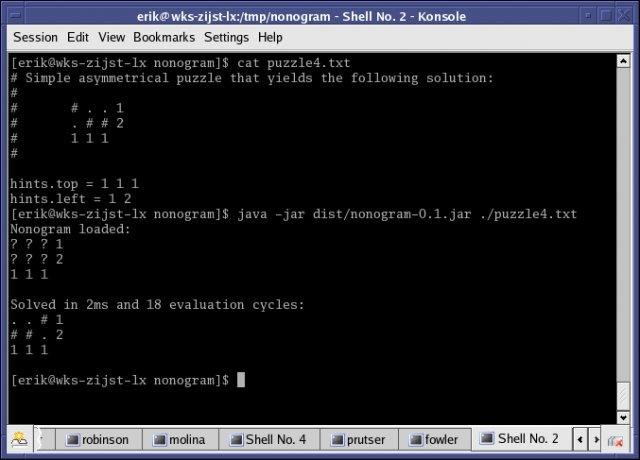 erik@wks-zijst-lx:/tmp/nonogram - Shell No. 2 - Konsole
Session Edit View Bookmarks Settings Help
[erik@wks-zijst-lx nonogram]$ cat puzzle4.txt
# Simple asymmetrical puzzle that yields the following solution:
#
#       # . . 1
#       . # # 2
#       1 1 1
#
hints.top = 1 1 1
hints.left = 1 2
[erik@wks-zijst-lx nonogram]$ java -jar dist/nonogram-0.1.jar ./puzzle4.txt
Nonogram loaded:
? ? ? 1
? ? ? 2
1 1 1
Solved in 2ms and 18 evaluation cycles:
. . # 1
# # . 2
1 1 1
[erik@wks-zijst-lx nonogram]$
robinson molina Shell No. 4 prutser fowler Shell No. 2